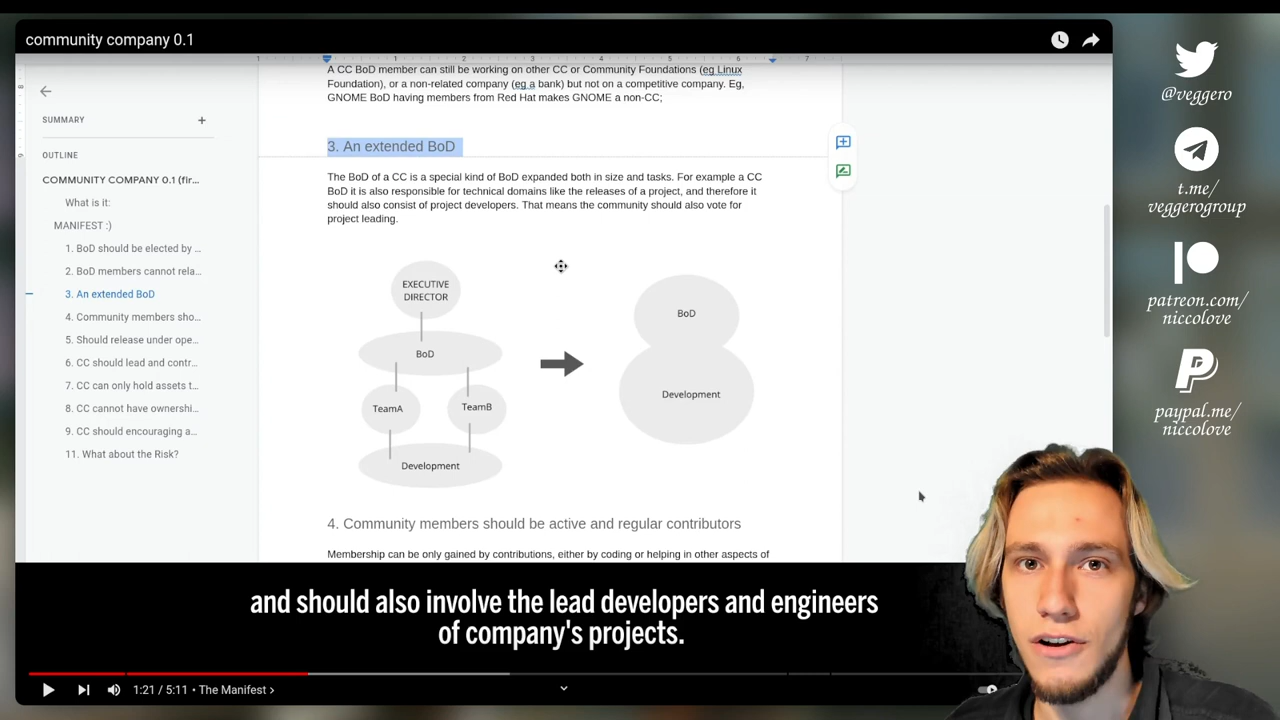 community company 0.1
@veggero
t.me/
veggerogroup
patreon.com/
niccolove
paypal.me/
niccolove
SUMMARY
OUTLINE
COMMUNITY COMPANY 0.1 (fir...
What is it:
MANIFEST :)
1. BoD should be elected by ...
2. BoD members cannot rela...
3. An extended BoD
4. Community members sho...
5. Should release under ope...
6. CC should lead and contr...
7. CC can only hold assets t...
8. CC cannot have ownershi...
9. CC should encouraging a...
11. What about the Risk?
1 1 2 3 4 5 6 7
A CC BoD member can still be working on other CC or Community Foundations (eg Linux
Foundation), or a non-related company (eg a bank) but not on a competitive company. Eg,
GNOME BoD having members from Red Hat makes GNOME a non-CC;
3. An extended BoD
The BoD of a CC is a special kind of BoD expanded both in size and tasks. For example a CC
BoD it is also responsible for technical domains like the releases of a project, and therefore it
should also consist of project developers. That means the community should also vote for
project leading.
EXECUTIVE
DIRECTOR
BoD
TeamA
TeamB
Development
BoD
Development
4. Community members should be active and regular contributors
Membership can be only gained by contributions, either by coding or helping in other aspects of
and should also involve the lead developers and engineers
of company's projects.
1:21 / 5:11 • The Manifest ›